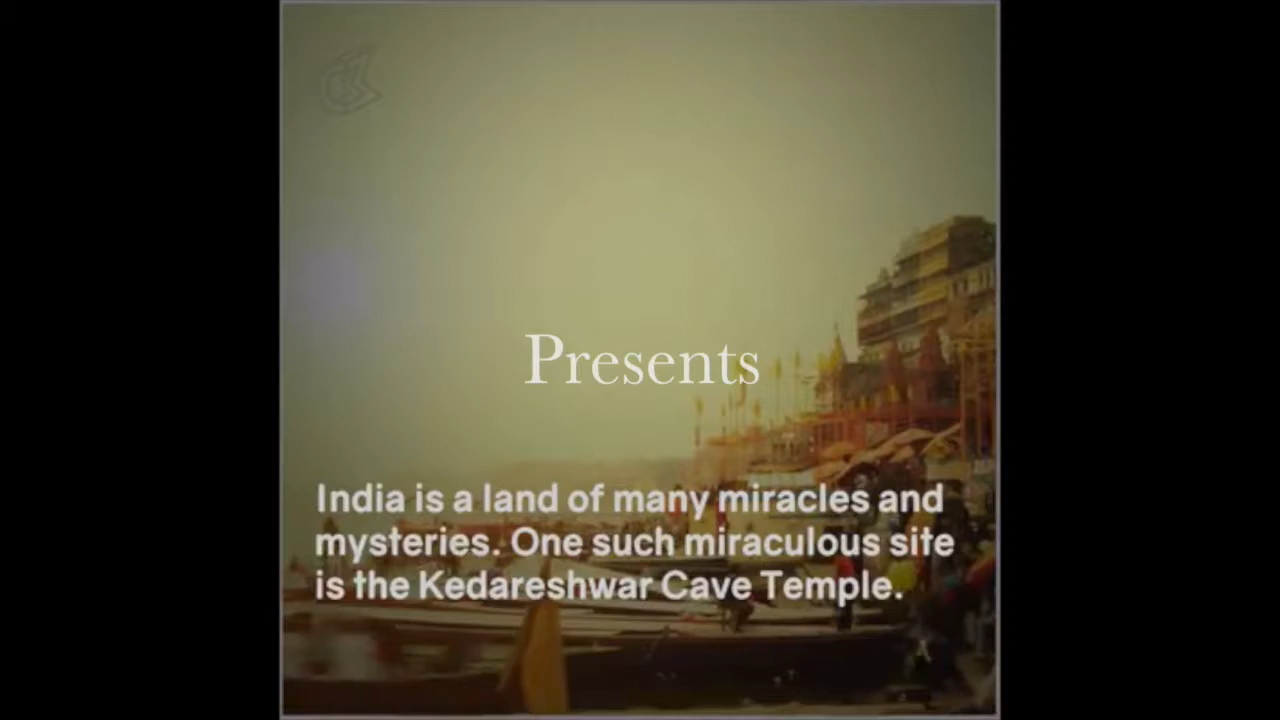 Presents
India is a land of many miracles and
mysteries. One such miraculous site
is the Kedareshwar Cave Temple.